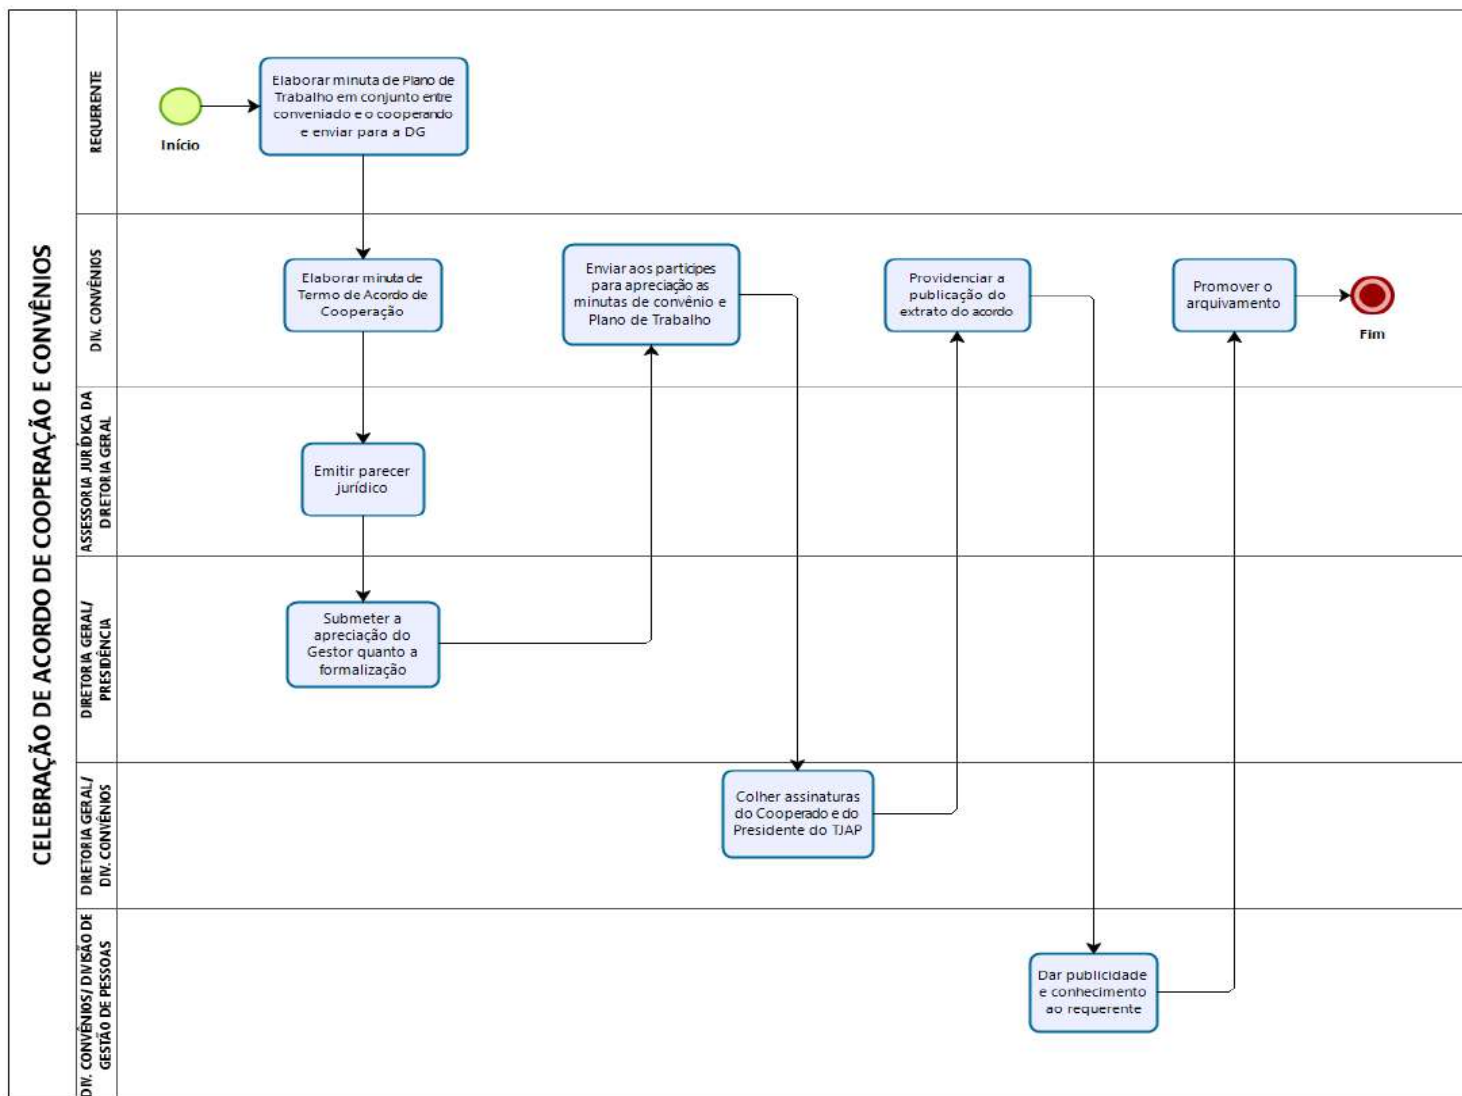 CELEBRAÇÃO DE ACORDO DE COOPERAÇÃO E CONVÊNIOS
REQUERENTE
Início
Elaborar minuta de Plano de
Trabalho em conjunto entre
conveniado e o cooperando
e enviar para a DG
DIV. CONVÊNIOS
Elaborar minuta de
Termo de Acordo de
Cooperação
Enviar aos participes
para apreciação as
minutas de convênio e
Plano de Trabalho
Providenciar a
publicação do
extrato do acordo
Promover o
arquivamento
Fim
ASSESSORIA JURÍDICA DA
DRETORIA GERAL
Emitir parecer
jurídico
DIRETORIA GERAL/
PRESIDÊNCIA
Submeter a
apreciação do
Gestor quanto a
formalização
DIRETORIA GERAL/
DIV. CONVÊNIOS
Colher assinaturas
do Cooperado e do
Presidente do TJAP
DIV. CONVÊNIOS/ DIVISÃO DE
GESTÃO DE PESSOAS
Dar publicidade
e conhecimento
ao requerente